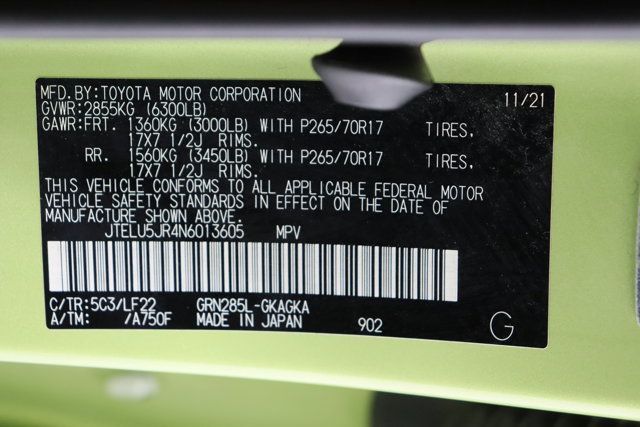 MFD.BY:TOYOTA MOTOR CORPORATION 11/21
GVWR:2855KG (6300LB)
GAWR:FRT. 1360KG (3000LB) WITH P265/70R17 TIRES,
17X7 1/2J RIMS.
RR. 1560KG (3450LB) WITH P265/70R17 TIRES,
17X7 1/2J RIMS.
THIS VEHICLE CONFORMS TO ALL APPLICABLE FEDERAL MOTOR
VEHICLE SAFETY STANDARDS IN EFFECT ON THE DATE OF
MANUFACTURE SHOWN ABOVE.
JTELU5JR4N6013605 MPV
C/TR:5C3/LF22 GRN285L-GKAGKA
A/TM: /A750F MADE IN JAPAN 902 G